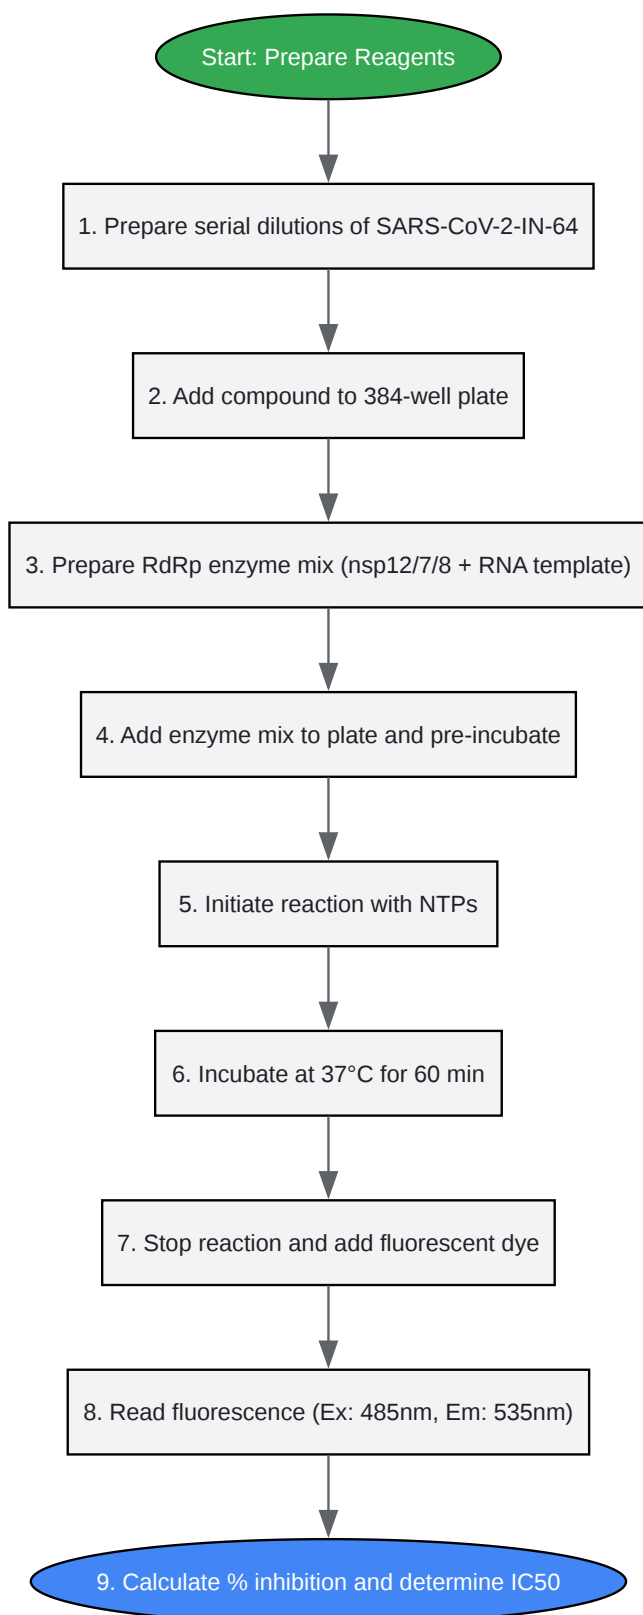 Start: Prepare Reagents
1. Prepare serial dilutions of SARS-CoV-2-IN-64
2. Add compound to 384-well plate
3. Prepare RdRp enzyme mix (nsp12/7/8 + RNA template)
4. Add enzyme mix to plate and pre-incubate
5. Initiate reaction with NTPs
6. Incubate at 37°C for 60 min
7. Stop reaction and add fluorescent dye
8. Read fluorescence (Ex: 485nm, Em: 535nm)
9. Calculate % inhibition and determine IC50